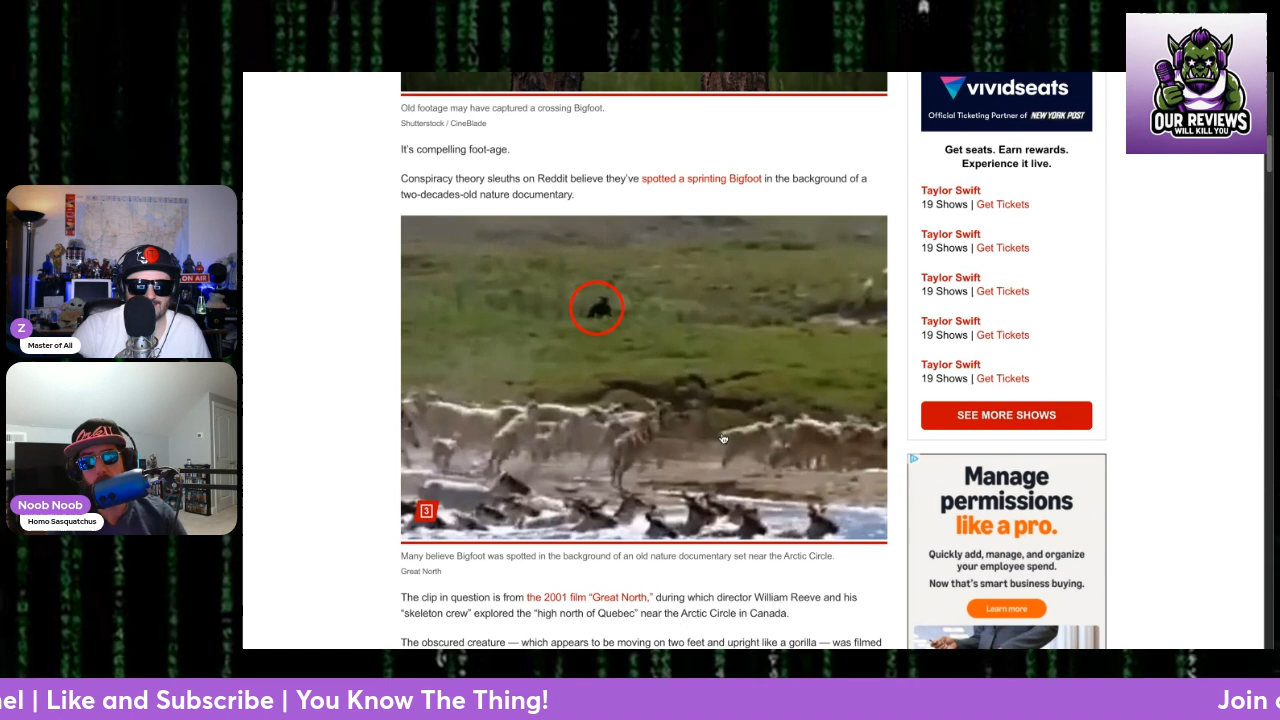 vividseats
Official Ticketing Partner of NEW YORK POST
OUR REVIEWS
WILL KILL YOU
Old footage may have captured a crossing Bigfoot.
Shutterstock / CineBlade
It's compelling foot-age.
Conspiracy theory sleuths on Reddit believe they've spotted a sprinting Bigfoot in the background of a
two-decades-old nature documentary.
Get seats. Earn rewards.
Experience it live.
Taylor Swift
19 Shows | Get Tickets
Taylor Swift
19 Shows | Get Tickets
Taylor Swift
19 Shows | Get Tickets
Taylor Swift
19 Shows | Get Tickets
Taylor Swift
19 Shows | Get Tickets
SEE MORE SHOWS
ON AIR
Z
Master of All
Noob Noob
Homo Sasquatchus
3
Many believe Bigfoot was spotted in the background of an old nature documentary set near the Arctic Circle.
Great North
The clip in question is from the 2001 film “Great North,” during which director William Reeve and his
“skeleton crew” explored the “high north of Quebec” near the Arctic Circle in Canada.
The obscured creature — which appears to be moving on two feet and upright like a gorilla — was filmed
Manage
permissions
like a pro.
Quickly add, manage, and organize
your employee spend.
Now that's smart business buying.
Learn more
nel | Like and Subscribe | You Know The Thing!
Join